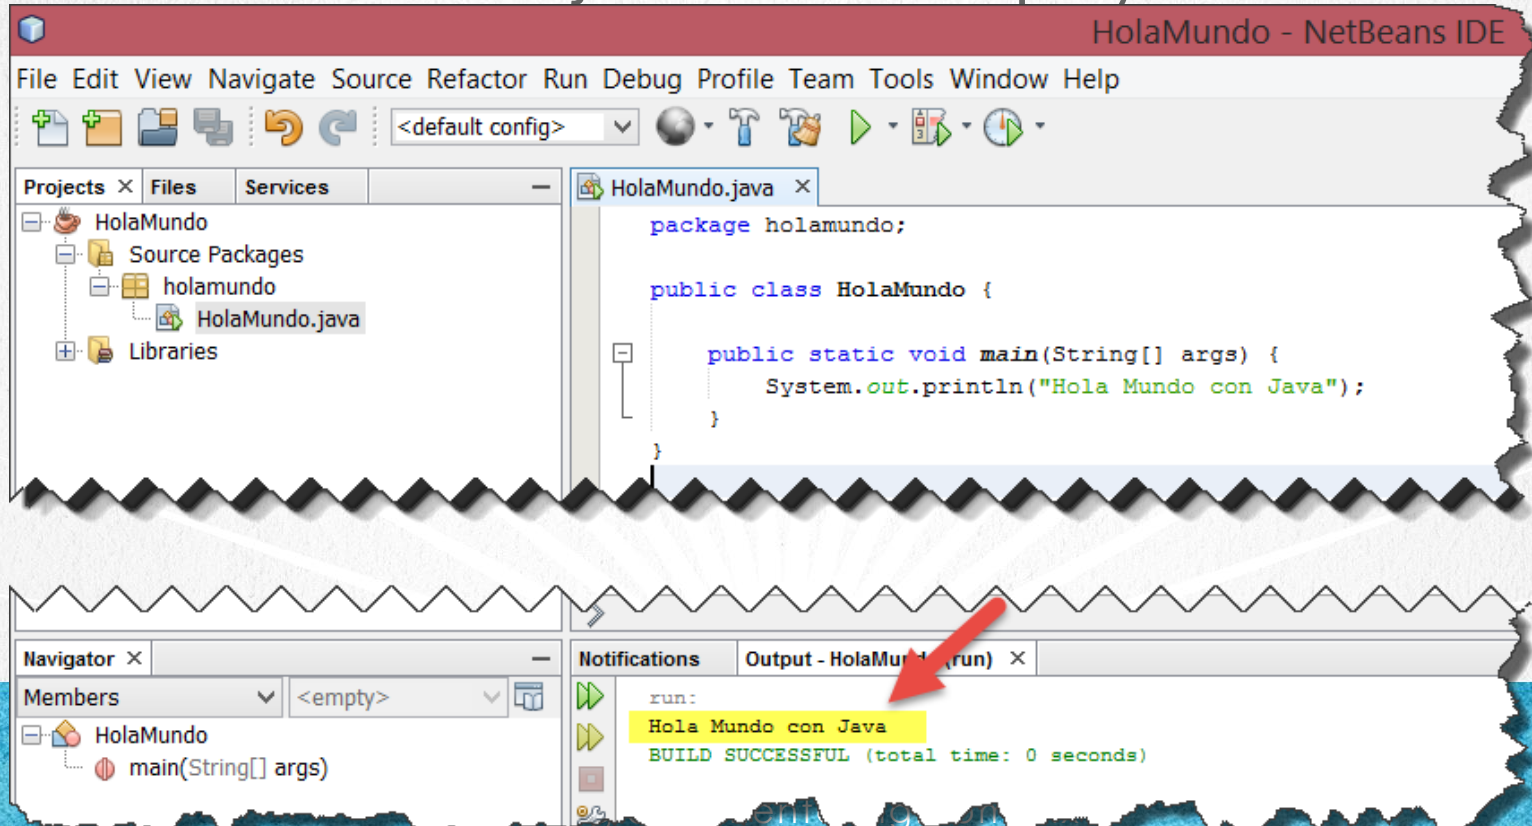 HolaMundo - NetBeans IDE
File Edit View Navigate Source Refactor Run Debug Profile Team Tools Window Help
<default config>
Projects Files Services
HolaMundo
Source Packages
holamundo
HolaMundo.java
Libraries
HolaMundo.java
package holamundo;
public class HolaMundo {
public static void main(String[] args) {
System.out.println("Hola Mundo con Java");
}
}
Navigator
Members <empty>
HolaMundo
main(String[] args)
Notifications Output - (run)
run:
Hola Mundo con Java
BUILD SUCCESSFUL (total time: 0 seconds)